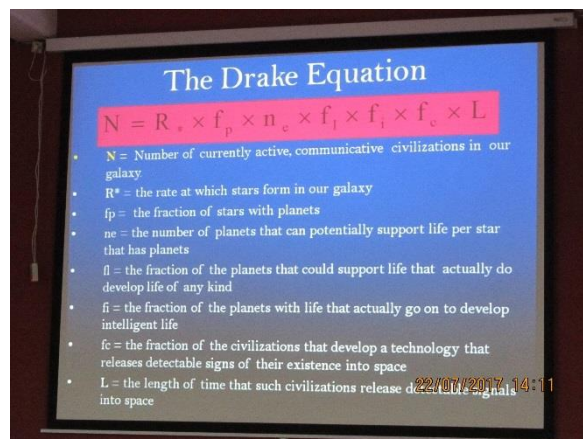 The Drake Equation
N = R * × f p × n e × f l × f i × f c × L
• N = Number of currently active, communicative civilizations in our
galaxy.
• R* = the rate at which stars form in our galaxy
• fp = the fraction of stars with planets
• ne = the number of planets that can potentially support life per star
that has planets
• fl = the fraction of the planets that could support life that actually do
develop life of any kind
• fi = the fraction of the planets with life that actually go on to develop
intelligent life
• fc = the fraction of the civilizations that develop a technology that
releases detectable signs of their existence into space
• L = the length of time that such civilizations release detectable signals
into space
22/07/2017 14:11